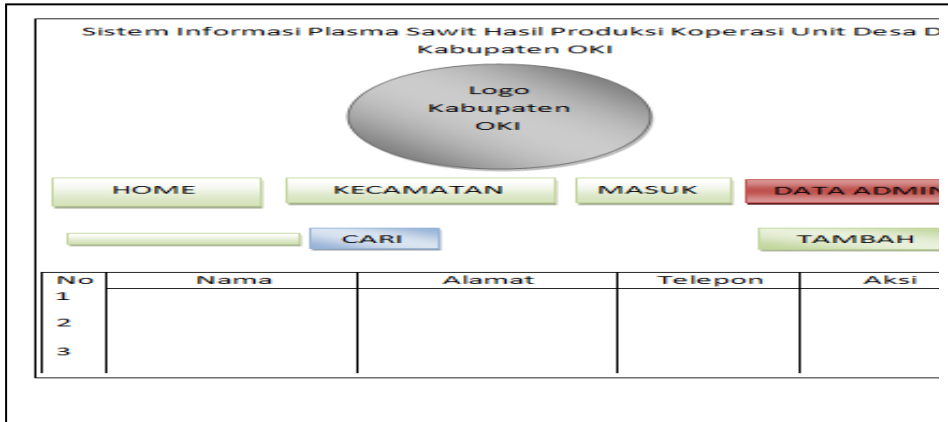 Sistem Informasi Plasma Sawit Hasil Produksi Koperasi Unit Desa D
Kabupaten OKI
Logo
Kabupaten
OKI
HOME KECAMATAN MASUK DATA ADMIN
CARI TAMBAH
No Nama Alamat Telepon Aksi
1
2
3